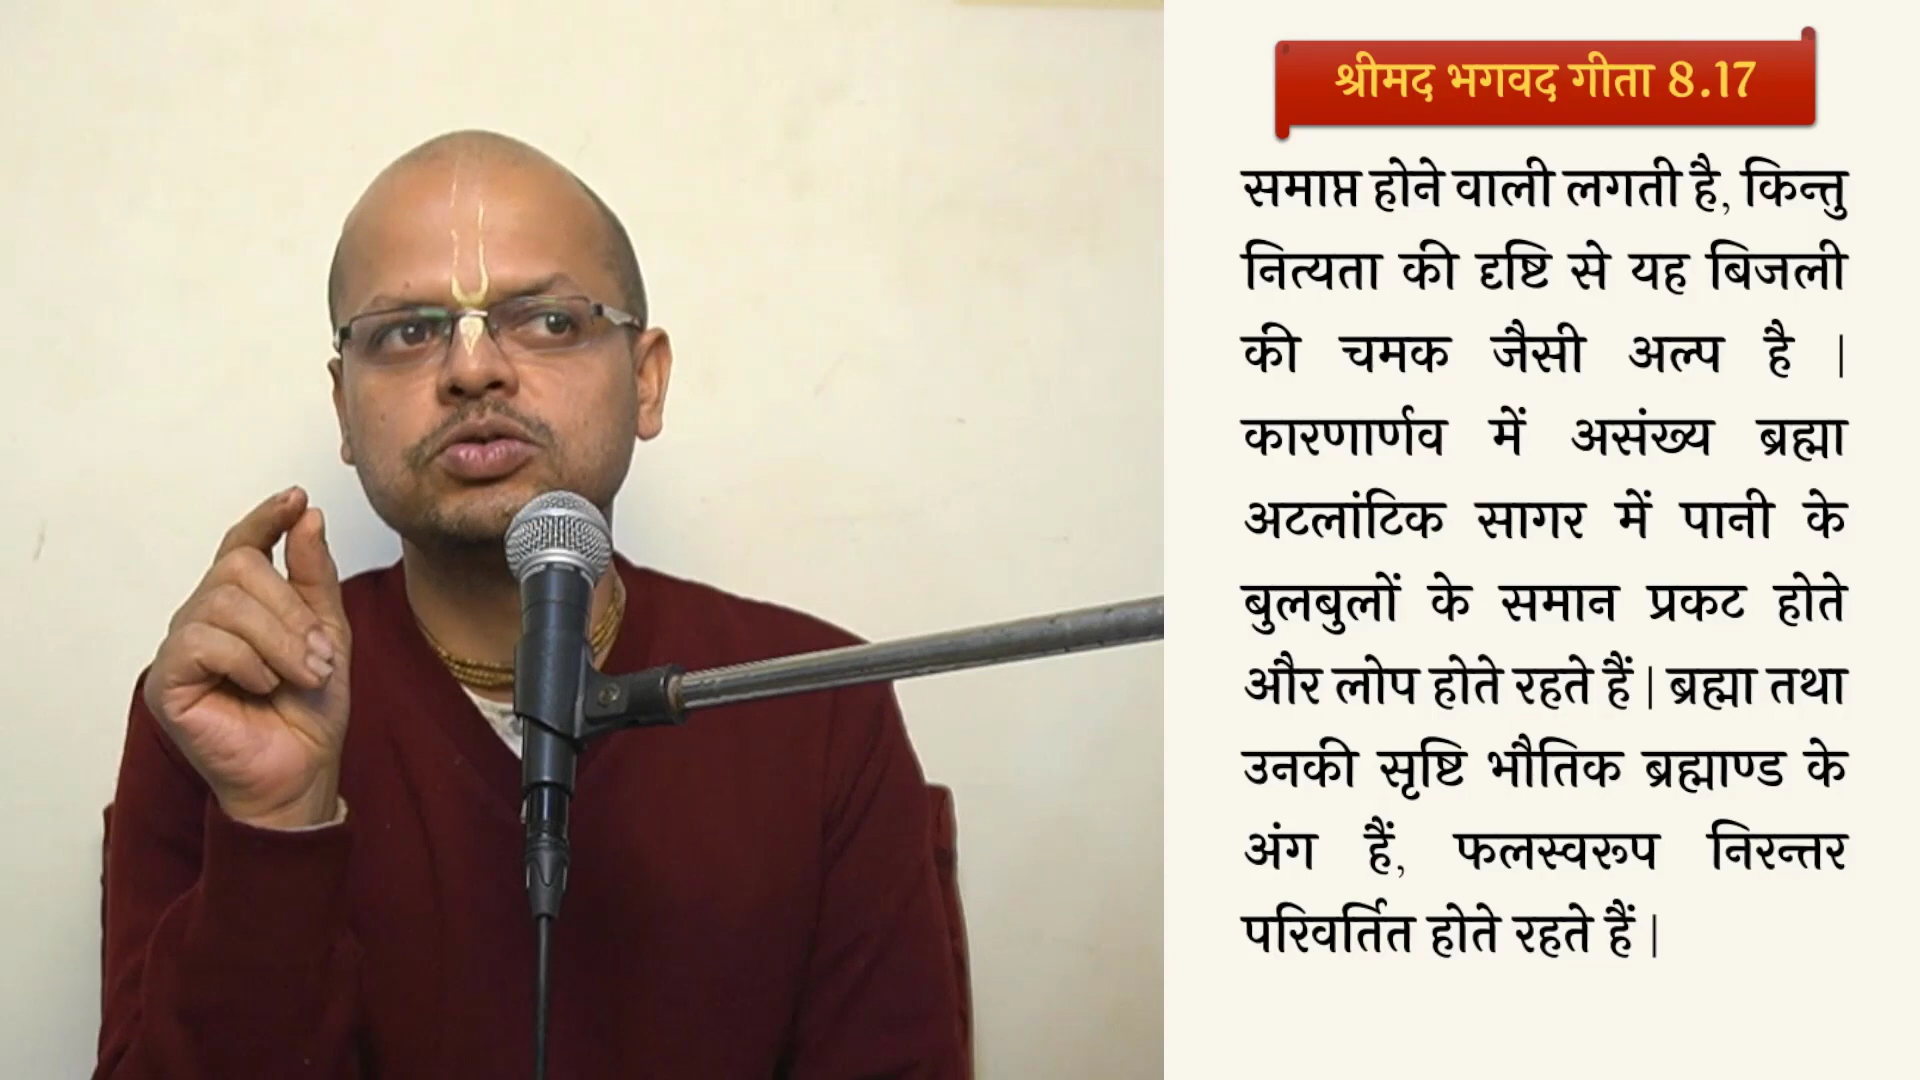 श्रीमद भगवद गीता 8.17
समाप्त होने वाली लगती है, किन्तु
नित्यता की दृष्टि से यह बिजली
की चमक जैसी अल्प है |
कारणार्णव में असंख्य ब्रह्मा
अटलांटिक सागर में पानी के
बुलबुलों के समान प्रकट होते
और लोप होते रहते हैं | ब्रह्मा तथा
उनकी सृष्टि भौतिक ब्रह्माण्ड के
अंग हैं, फलस्वरूप निरन्तर
परिवर्तित होते रहते हैं |